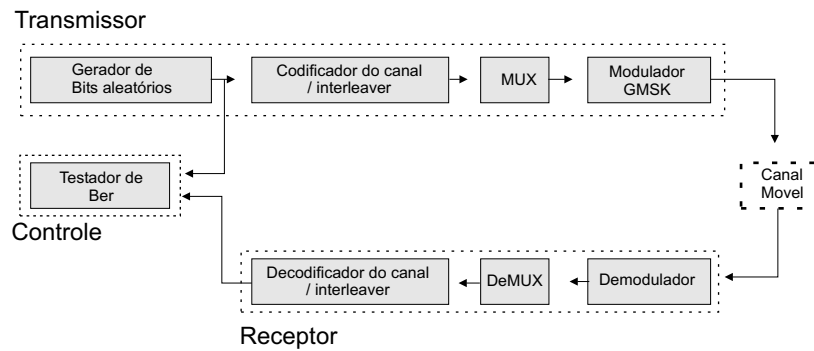 Transmissor
Gerador de
Bits aleatórios
Codificador do canal
/ interleaver
MUX
Modulador
GMSK
Testador de
Ber
Controle
Canal
Movel
Decodificador do canal
/ interleaver
DeMUX
Demodulador
Receptor